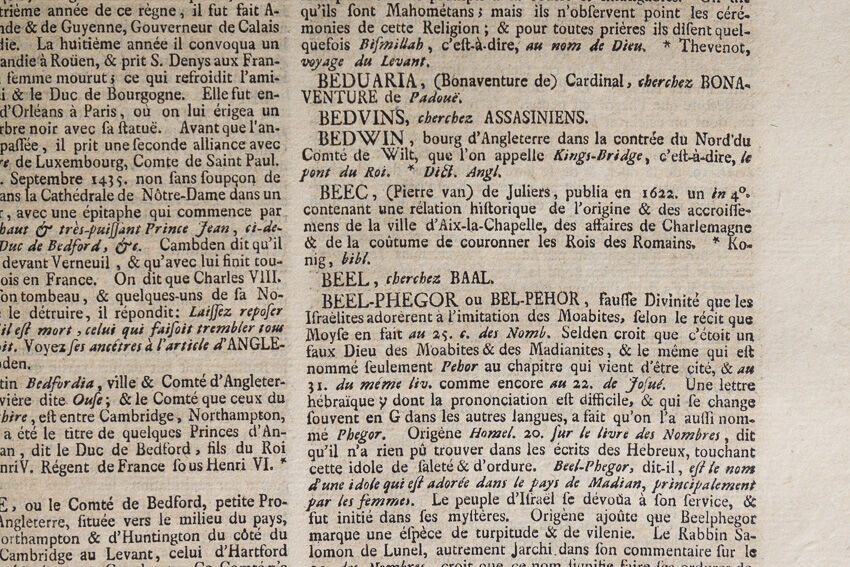 trième année de ce régne, il fut fait A-
nde & de Guyenne, Gouverneur de Calais
die. La huitième année il convoqua un
andie à Roüen, & prit S. Denys aux Fran-
femme mourut; ce qui refroidit l'ami-
i & le Duc de Bourgogne. Elle fut en-
d'Orléans à Paris, où on lui érigea un
rbre noir avec sa statuë. Avant que l'an-
passée, il prit une seconde alliance avec
re de Luxembourg, Comte de Saint Paul.
. Septembre 1435. non sans soupçon de
ans la Cathédrale de Nôtre-Dame dans un
r, avec une épitaphe qui commence par
haut & très-puissant Prince Jean, ci-de-
Duc de Bedford, &c. Cambden dit qu'il
devant Verneuil, & qu'avec lui finit tou-
ois en France. On dit que Charles VIII.
son tombeau, & quelques-uns de sa No-
le détruire, il répondit: Laissez reposer
'il est mort, celui qui faisoit trembler tous
oit. Voyez ses ancêtres à l'article d'ANGLE-
den.
tin Bedfordia, ville & Comté d'Angleter-
vière dite Ouse; & le Comté que ceux du
hire, est entre Cambridge, Northampton,
a été le titre de quelques Princes d'An-
an, dit le Duc de Bedford, fils du Roi
nri V. Régent de France sous Henri VI. *
E, ou le Comté de Bedford, petite Pro-
Angleterre, située vers le milieu du pays,
orthampton & d'Huntington du côté du
Cambridge au Levant, celui d'Hartford
qu'ils sont Mahométans; mais ils n'observent point les céré-
monies de cette Religion; & pour toutes prières ils disent quel-
quefois Bismillah, c'est-à-dire, au nom de Dieu. * Thevenot,
voyage du Levant.
BEDUARIA, (Bonaventure de) Cardinal, cherchez BONA-
VENTURE de Padouë.
BEDVINS, cherchez ASSASINIENS.
BEDWIN, bourg d'Angleterre dans la contrée du Nord du
Comté de Wilt, que l'on appelle Kings-Bridge, c'est-à-dire, le
pont du Roi. * Dict. Angl.
BEEC, (Pierre van) de Juliers, publia en 1622. un in 4°.
contenant une rélation historique de l'origine & des accroisse-
mens de la ville d'Aix-la-Chapelle, des affaires de Charlemagne
& de la coûtume de couronner les Rois des Romains. * Ko-
nig, bibl.
BEEL, cherchez BAAL.
BEEL-PHEGOR ou BEL-PEHOR, fausse Divinité que les
Israëlites adorèrent à l'imitation des Moabites, selon le récit que
Moyse en fait au 25. c. des Nomb. Selden croit que c'étoit un
faux Dieu des Moabites & des Madianites, & le même qui est
nommé seulement Pehor au chapitre qui vient d'être cité, & au
31. du même liv. comme encore au 22. de Josué. Une lettre
hébraïque y dont la prononciation est difficile, & qui se change
souvent en G dans les autres langues, a fait qu'on l'a aussi nom-
mé Phegor. Origène Homel. 20. sur le livre des Nombres, dit
qu'il n'a rien pû trouver dans les écrits des Hebreux, touchant
cette idole de saleté & d'ordure. Beel-Phegor, dit-il, est le nom
d'une idole qui est adorée dans le pays de Madian, principalement
par les femmes. Le peuple d'Israël se dévoüa à son service, &
fut initié dans ses mystères. Origène ajoûte que Beelphegor
marque une éspèce de turpitude & de vilenie. Le Rabbin Sa-
lomon de Lunel, autrement Jarchi dans son commentaire sur le